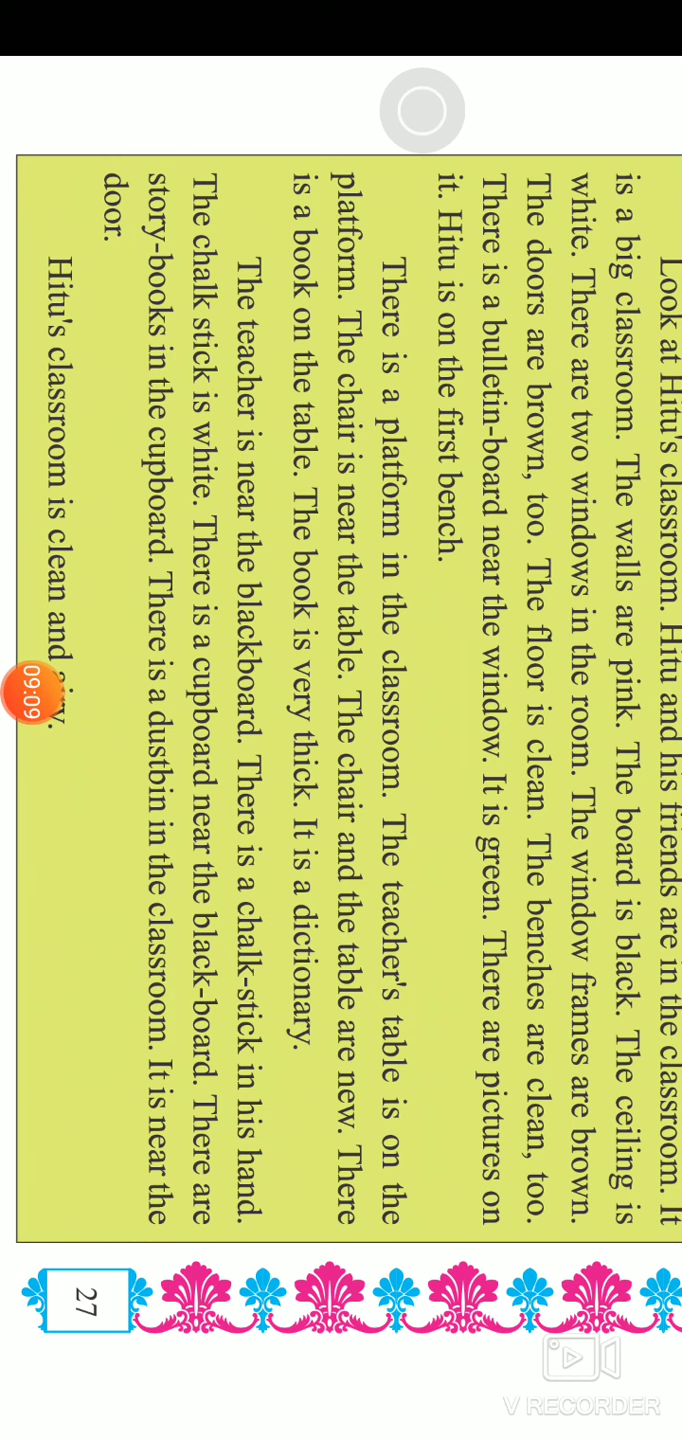 Look at Hitu's classroom. Hitu and his friends are in the classroom. It
is a big classroom. The walls are pink. The board is black. The ceiling is
white. There are two windows in the room. The window frames are brown.
The doors are brown, too. The floor is clean. The benches are clean, too.
There is a bulletin-board near the window. It is green. There are pictures on
it. Hitu is on the first bench.
There is a platform in the classroom. The teacher's table is on the
platform. The chair is near the table. The chair and the table are new. There
is a book on the table. The book is very thick. It is a dictionary.
The teacher is near the blackboard. There is a chalk-stick in his hand.
The chalk stick is white. There is a cupboard near the black-board. There are
story-books in the cupboard. There is a dustbin in the classroom. It is near the
door.
Hitu's classroom is clean and airy.
09:09
27
V RECORDER